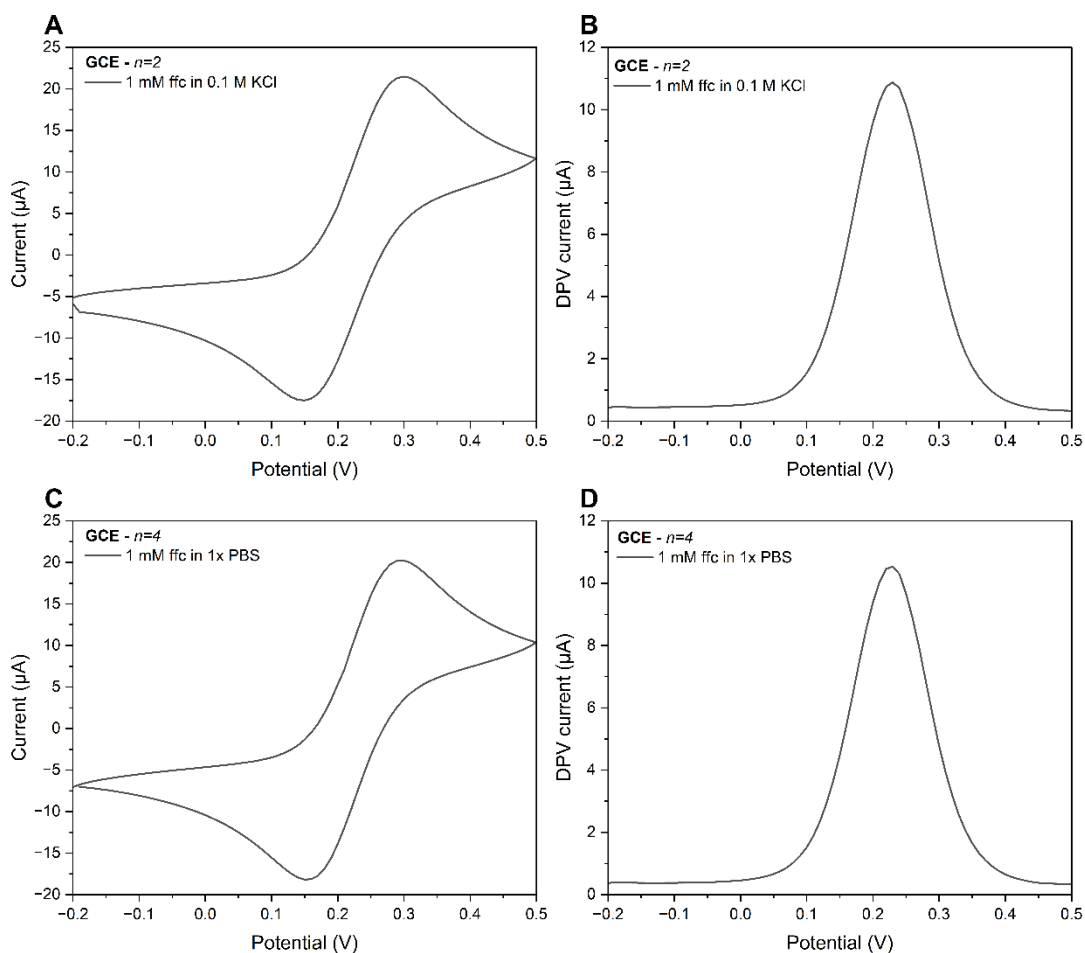 A
GCE - n=2
1 mM ffc in 0.1 M KCl
Current (µA)
25
20
15
10
5
0
−5
−10
−15
−20
−0.2 −0.1 0.0 0.1 0.2 0.3 0.4 0.5
Potential (V)
B
GCE - n=2
1 mM ffc in 0.1 M KCl
DPV current (µA)
12
10
8
6
4
2
0
−0.2 −0.1 0.0 0.1 0.2 0.3 0.4 0.5
Potential (V)
C
GCE - n=4
1 mM ffc in 1x PBS
Current (µA)
25
20
15
10
5
0
−5
−10
−15
−20
−0.2 −0.1 0.0 0.1 0.2 0.3 0.4 0.5
Potential (V)
D
GCE - n=4
1 mM ffc in 1x PBS
DPV current (µA)
12
10
8
6
4
2
0
−0.2 −0.1 0.0 0.1 0.2 0.3 0.4 0.5
Potential (V)